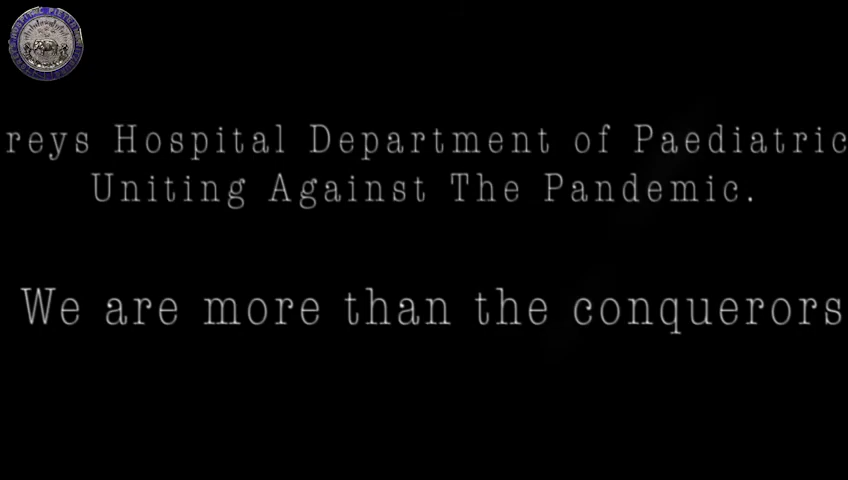 reys Hospital Department of Paediatric
Uniting Against The Pandemic.
We are more than the conquerors